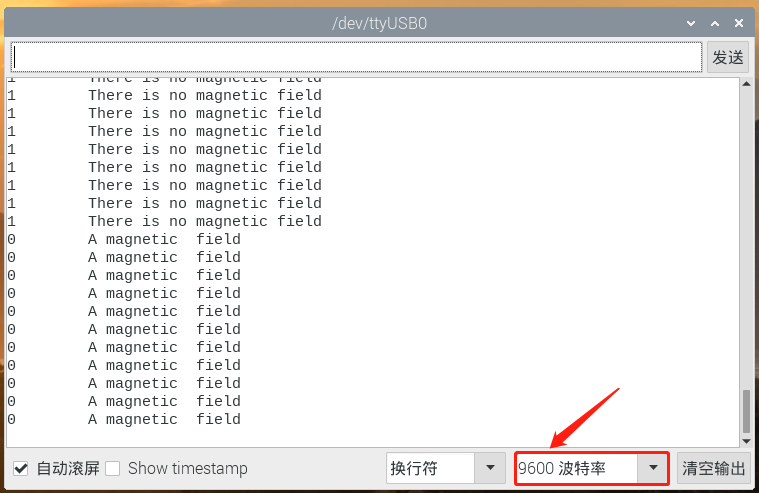 /dev/ttyUSB0
发送
1 There is no magnetic field
1 There is no magnetic field
1 There is no magnetic field
1 There is no magnetic field
1 There is no magnetic field
1 There is no magnetic field
1 There is no magnetic field
1 There is no magnetic field
1 There is no magnetic field
0 A magnetic  field
0 A magnetic  field
0 A magnetic  field
0 A magnetic  field
0 A magnetic  field
0 A magnetic  field
0 A magnetic  field
0 A magnetic  field
0 A magnetic  field
0 A magnetic  field
0 A magnetic  field
自动滚屏 Show timestamp 换行符 9600 波特率 清空输出